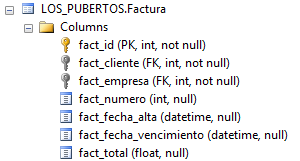 LOS_PUBERTOS.Factura
Columns
fact_id (PK, int, not null)
fact_cliente (FK, int, not null)
fact_empresa (FK, int, not null)
fact_numero (int, null)
fact_fecha_alta (datetime, null)
fact_fecha_vencimiento (datetime, null)
fact_total (float, null)